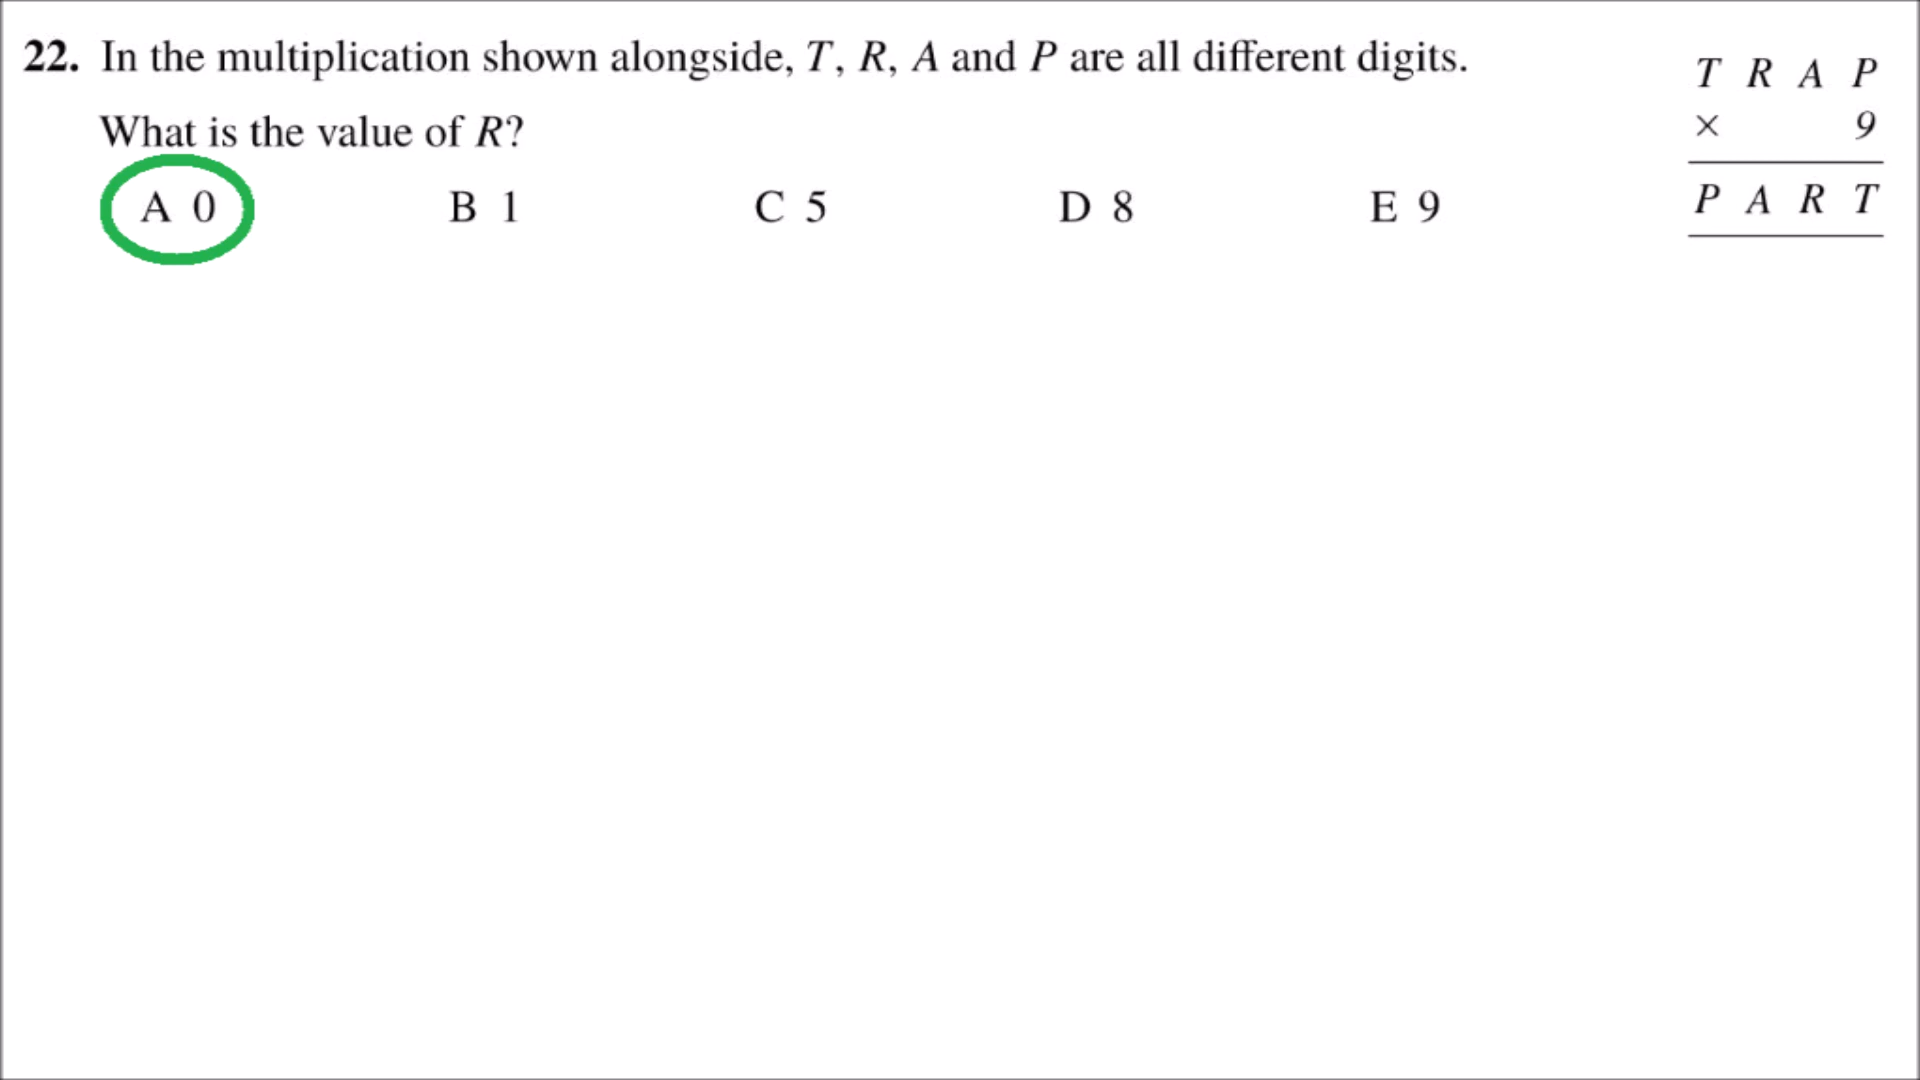 22. In the multiplication shown alongside, T, R, A and P are all different digits.
What is the value of R?
A 0 B 1 C 5 D 8 E 9
T R A P
× 9
P A R T